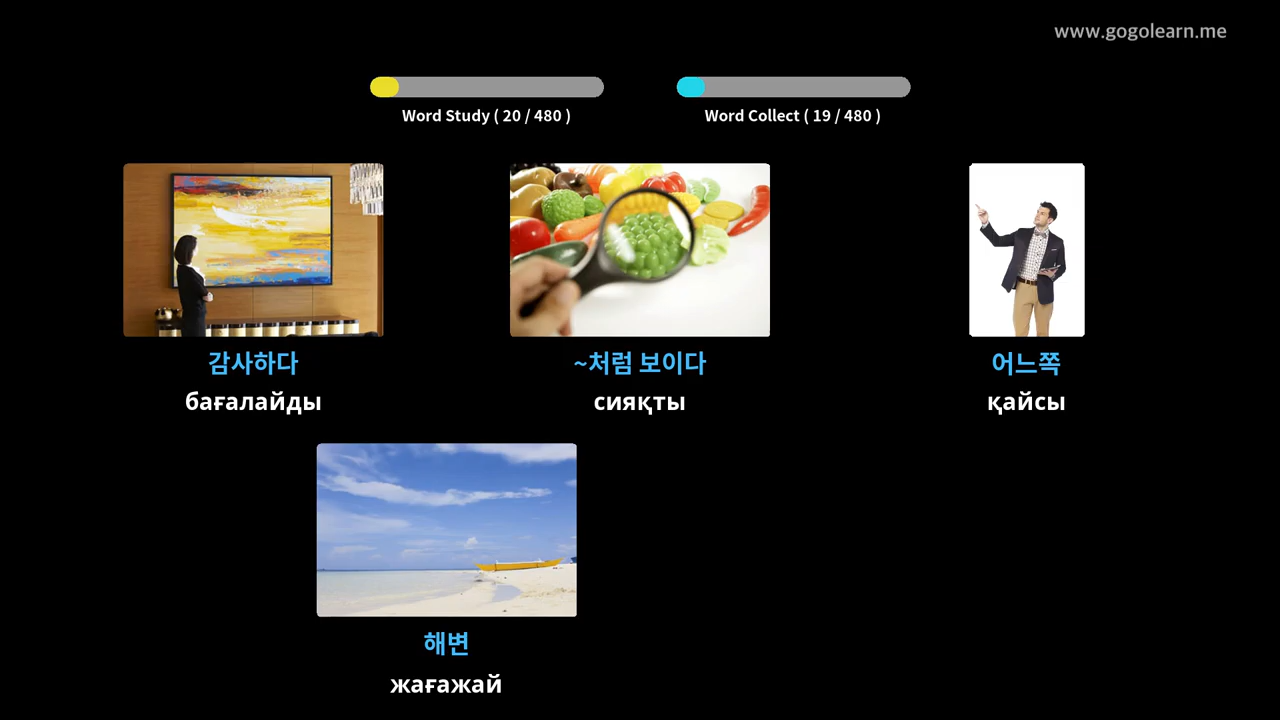 www.gogolearn.me
Word Study ( 20 / 480 )
Word Collect ( 19 / 480 )
감사하다
бағалайды
~처럼 보이다
сияқты
어느쪽
қайсы
해변
жағажай